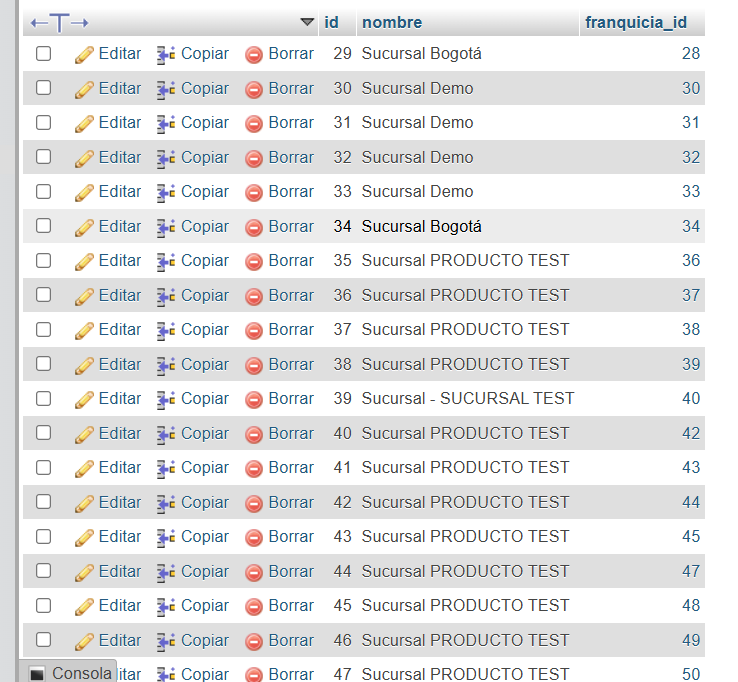 id nombre franquicia_id
Editar Copiar Borrar 29 Sucursal Bogotá 28
Editar Copiar Borrar 30 Sucursal Demo 30
Editar Copiar Borrar 31 Sucursal Demo 31
Editar Copiar Borrar 32 Sucursal Demo 32
Editar Copiar Borrar 33 Sucursal Demo 33
Editar Copiar Borrar 34 Sucursal Bogotá 34
Editar Copiar Borrar 35 Sucursal PRODUCTO TEST 36
Editar Copiar Borrar 36 Sucursal PRODUCTO TEST 37
Editar Copiar Borrar 37 Sucursal PRODUCTO TEST 38
Editar Copiar Borrar 38 Sucursal PRODUCTO TEST 39
Editar Copiar Borrar 39 Sucursal - SUCURSAL TEST 40
Editar Copiar Borrar 40 Sucursal PRODUCTO TEST 42
Editar Copiar Borrar 41 Sucursal PRODUCTO TEST 43
Editar Copiar Borrar 42 Sucursal PRODUCTO TEST 44
Editar Copiar Borrar 43 Sucursal PRODUCTO TEST 45
Editar Copiar Borrar 44 Sucursal PRODUCTO TEST 47
Editar Copiar Borrar 45 Sucursal PRODUCTO TEST 48
Editar Copiar Borrar 46 Sucursal PRODUCTO TEST 49
Consola itar Copiar Borrar 47 Sucursal PRODUCTO TEST 50